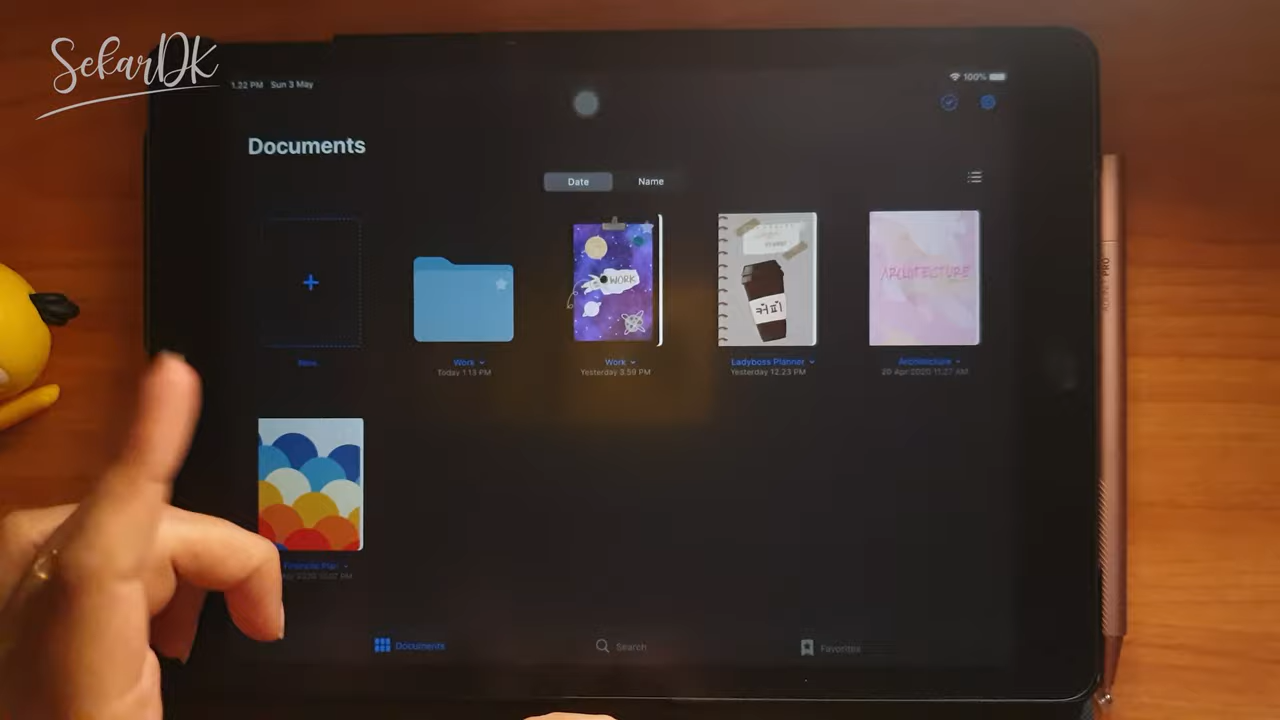 SekarDK
1.22 PM Sun 3 May
100%
Documents
Date
Name
WORK
커피
ARCHITECTURE
New...
Work
Today 1:13 PM
Work
Yesterday 3.59 PM
Ladyboss Planner
Yesterday 12.23 PM
Architecture
20 Apr 2020 11.27 AM
Documents
Search
Favorites
PRO